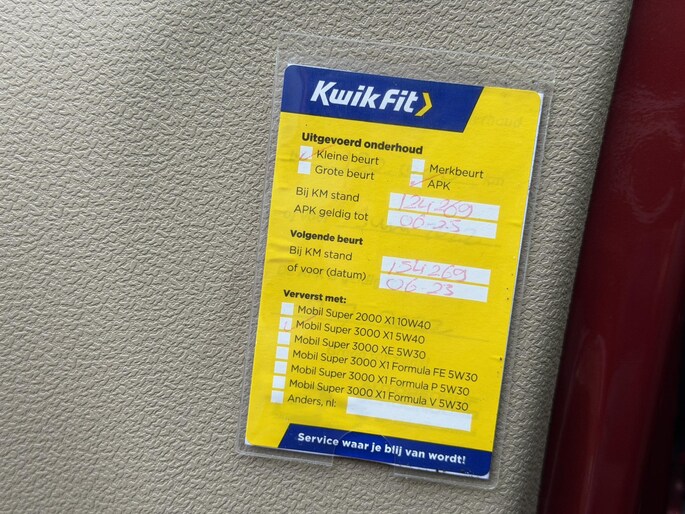 KwikFit
Uitgevoerd onderhoud
Kleine beurt
Merkbeurt
Grote beurt
APK
Bij KM stand 124269
APK geldig tot 06-25
Volgende beurt
Bij KM stand 154269
of voor (datum) 06-23
Ververst met:
Mobil Super 2000 X1 10W40
Mobil Super 3000 X1 5W40
Mobil Super 3000 XE 5W30
Mobil Super 3000 X1 Formula FE 5W30
Mobil Super 3000 X1 Formula P 5W30
Mobil Super 3000 X1 Formula V 5W30
Anders, nl:
Service waar je blij van wordt!